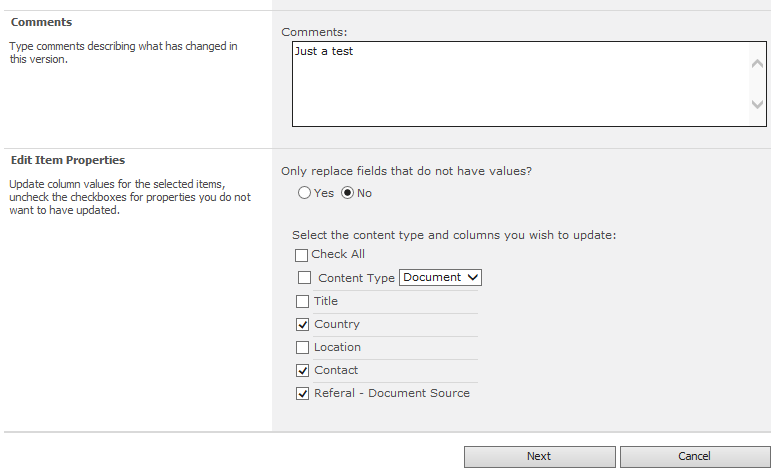 Comments
Type comments describing what has changed in
this version.
Comments:
Just a test
Edit Item Properties
Update column values for the selected items,
uncheck the checkboxes for properties you do not
want to have updated.
Only replace fields that do not have values?
Yes No
Select the content type and columns you wish to update:
Check All
Content Type Document
Title
Country
Location
Contact
Referal - Document Source
Next Cancel